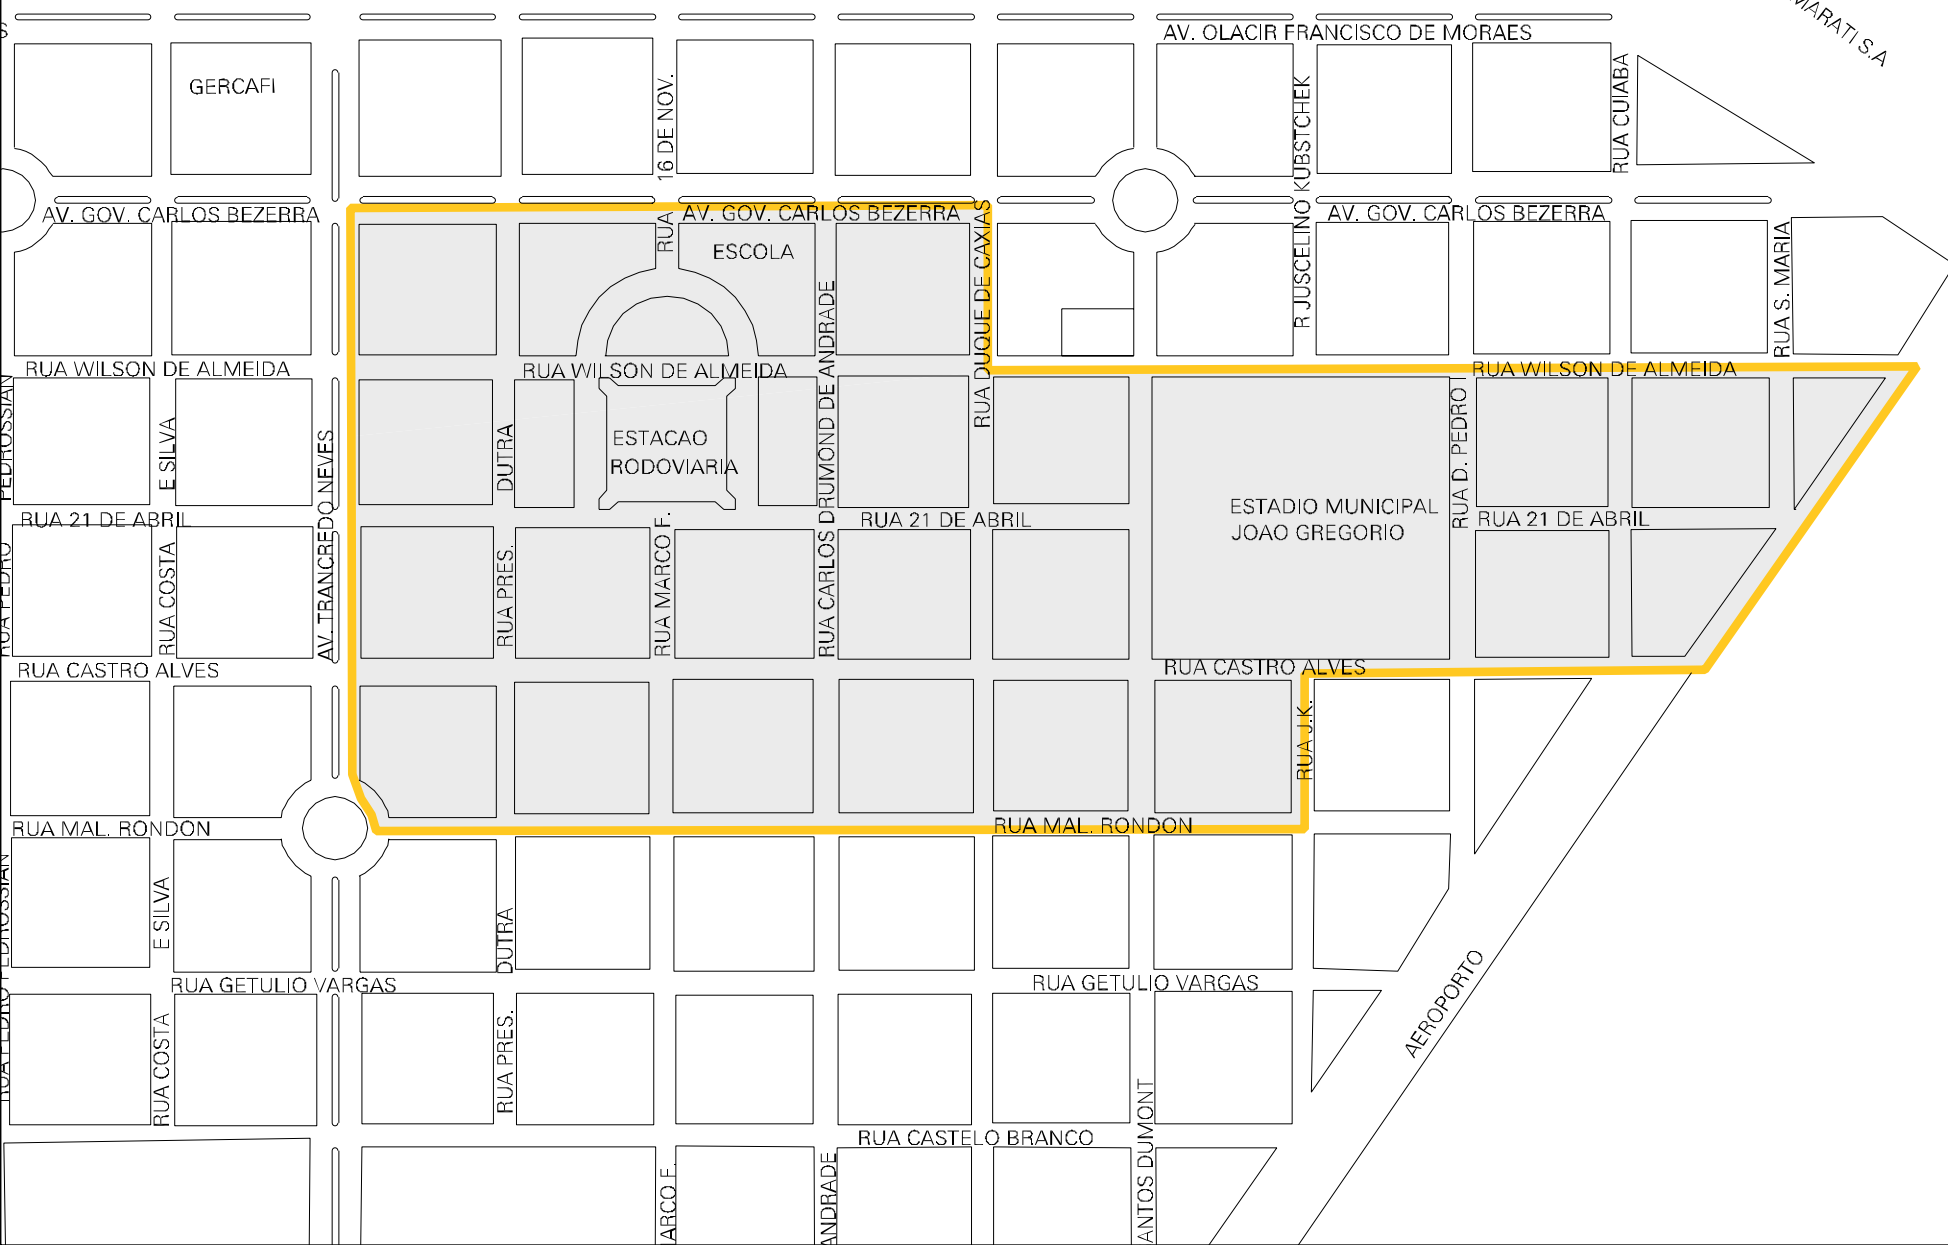 AV. OLACIR FRANCISCO DE MORAES
MARATI S.A
GERCAFI
RUA 16 DE NOV.
R JUSCELINO KUBSTCHEK
RUA CUIABA
AV. GOV. CARLOS BEZERRA
AV. GOV. CARLOS BEZERRA
AV. GOV. CARLOS BEZERRA
ESCOLA
RUA DUQUE DE CAXIAS
RUA S. MARIA
RUA WILSON DE ALMEIDA
RUA WILSON DE ALMEIDA
RUA WILSON DE ALMEIDA
RUA PEDRO PEDROSSIAN
RUA COSTA E SILVA
AV. TRANCREDO NEVES
RUA PRES. DUTRA
ESTACAO
RODOVIARIA
RUA MARCO F.
RUA CARLOS DRUMOND DE ANDRADE
RUA D. PEDRO I
ESTADIO MUNICIPAL
JOAO GREGORIO
RUA 21 DE ABRIL
RUA 21 DE ABRIL
RUA 21 DE ABRIL
RUA CASTRO ALVES
RUA CASTRO ALVES
RUA J.K.
RUA MAL. RONDON
RUA MAL. RONDON
RUA PEDRO PEDROSSIAN
RUA COSTA E SILVA
RUA PRES. DUTRA
RUA GETULIO VARGAS
RUA GETULIO VARGAS
AEROPORTO
RUA CASTELO BRANCO
ARCO F.
ANDRADE
ANTOS DUMONT